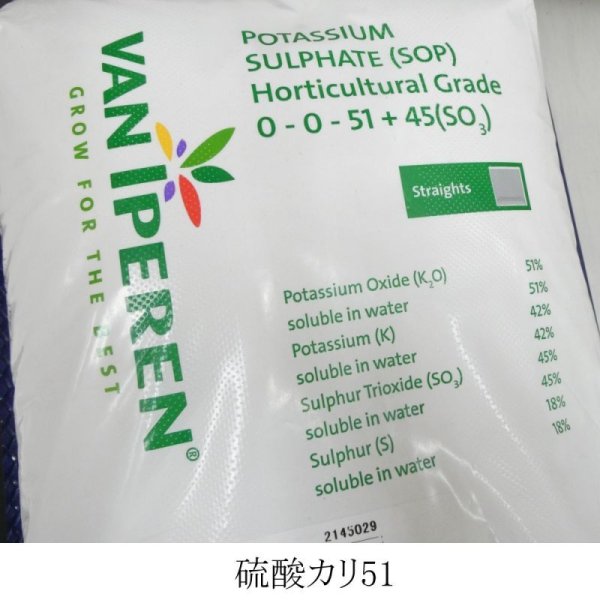 VAN IPEREN®
GROW FOR THE BEST
POTASSIUM
SULPHATE (SOP)
Horticultural Grade
0 - 0 - 51 + 45(SO₃)
Straights
Potassium Oxide (K₂O) 51%
soluble in water 51%
Potassium (K) 42%
soluble in water 42%
Sulphur Trioxide (SO₃) 45%
soluble in water 45%
Sulphur (S) 18%
soluble in water 18%
2145029
硫酸カリ51